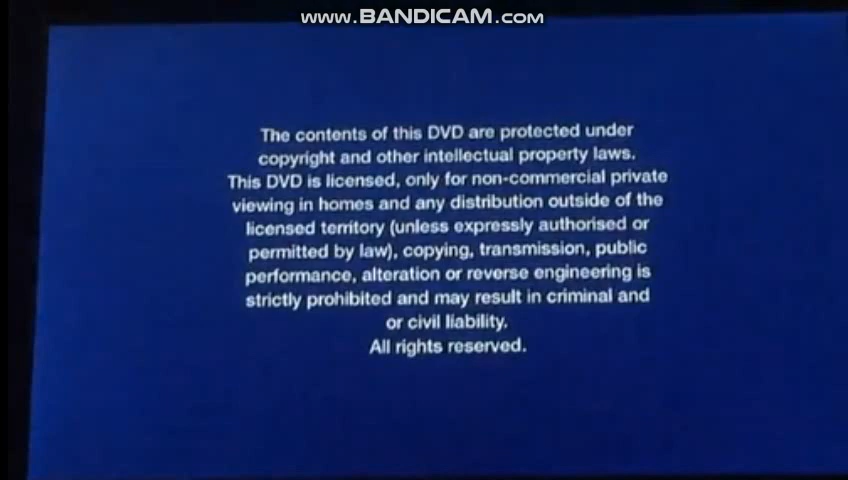 www.BANDICAM.com
The contents of this DVD are protected under
copyright and other intellectual property laws.
This DVD is licensed, only for non-commercial private
viewing in homes and any distribution outside of the
licensed territory (unless expressly authorised or
permitted by law), copying, transmission, public
performance, alteration or reverse engineering is
strictly prohibited and may result in criminal and
or civil liability.
All rights reserved.